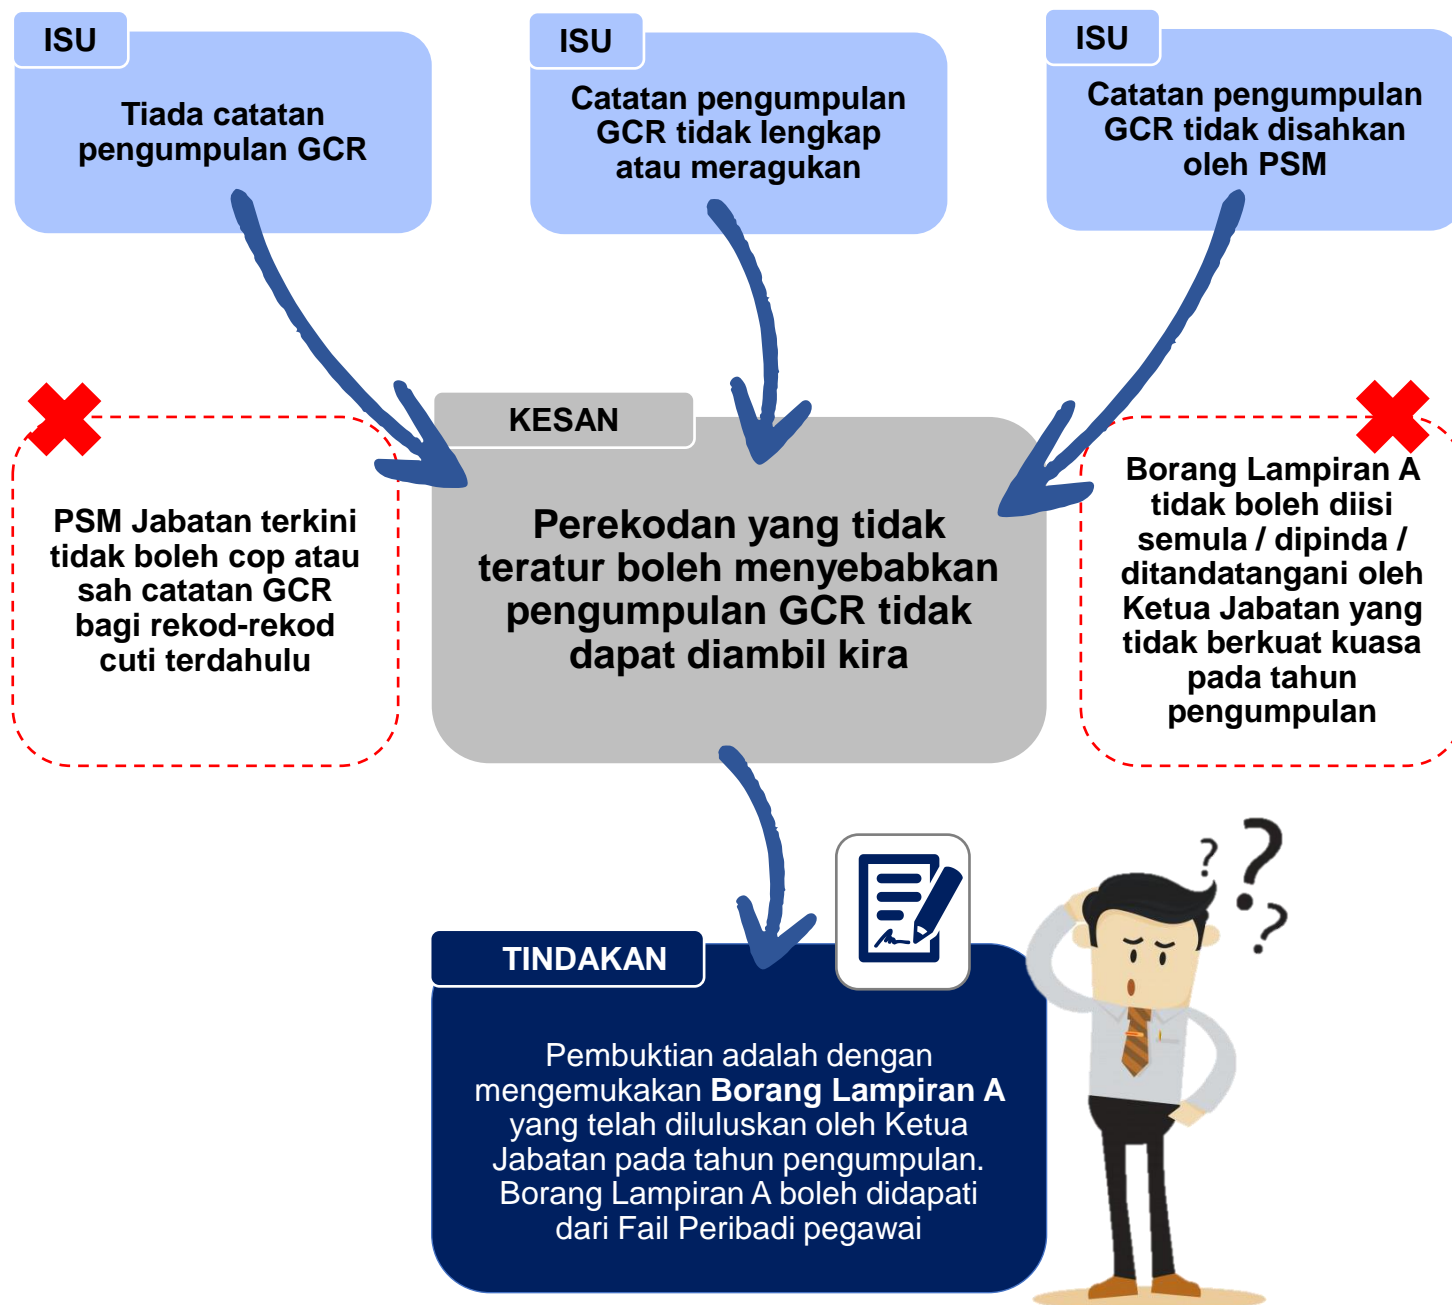 ISU
Tiada catatan
pengumpulan GCR
ISU
Catatan pengumpulan
GCR tidak lengkap
atau meragukan
ISU
Catatan pengumpulan
GCR tidak disahkan
oleh PSM
KESAN
Perekodan yang tidak
teratur boleh menyebabkan
pengumpulan GCR tidak
dapat diambil kira
PSM Jabatan terkini
tidak boleh cop atau
sah catatan GCR
bagi rekod-rekod
cuti terdahulu
Borang Lampiran A
tidak boleh diisi
semula / dipinda /
ditandatangani oleh
Ketua Jabatan yang
tidak berkuat kuasa
pada tahun
pengumpulan
TINDAKAN
Pembuktian adalah dengan
mengemukakan Borang Lampiran A
yang telah diluluskan oleh Ketua
Jabatan pada tahun pengumpulan.
Borang Lampiran A boleh didapati
dari Fail Peribadi pegawai
? ? ?